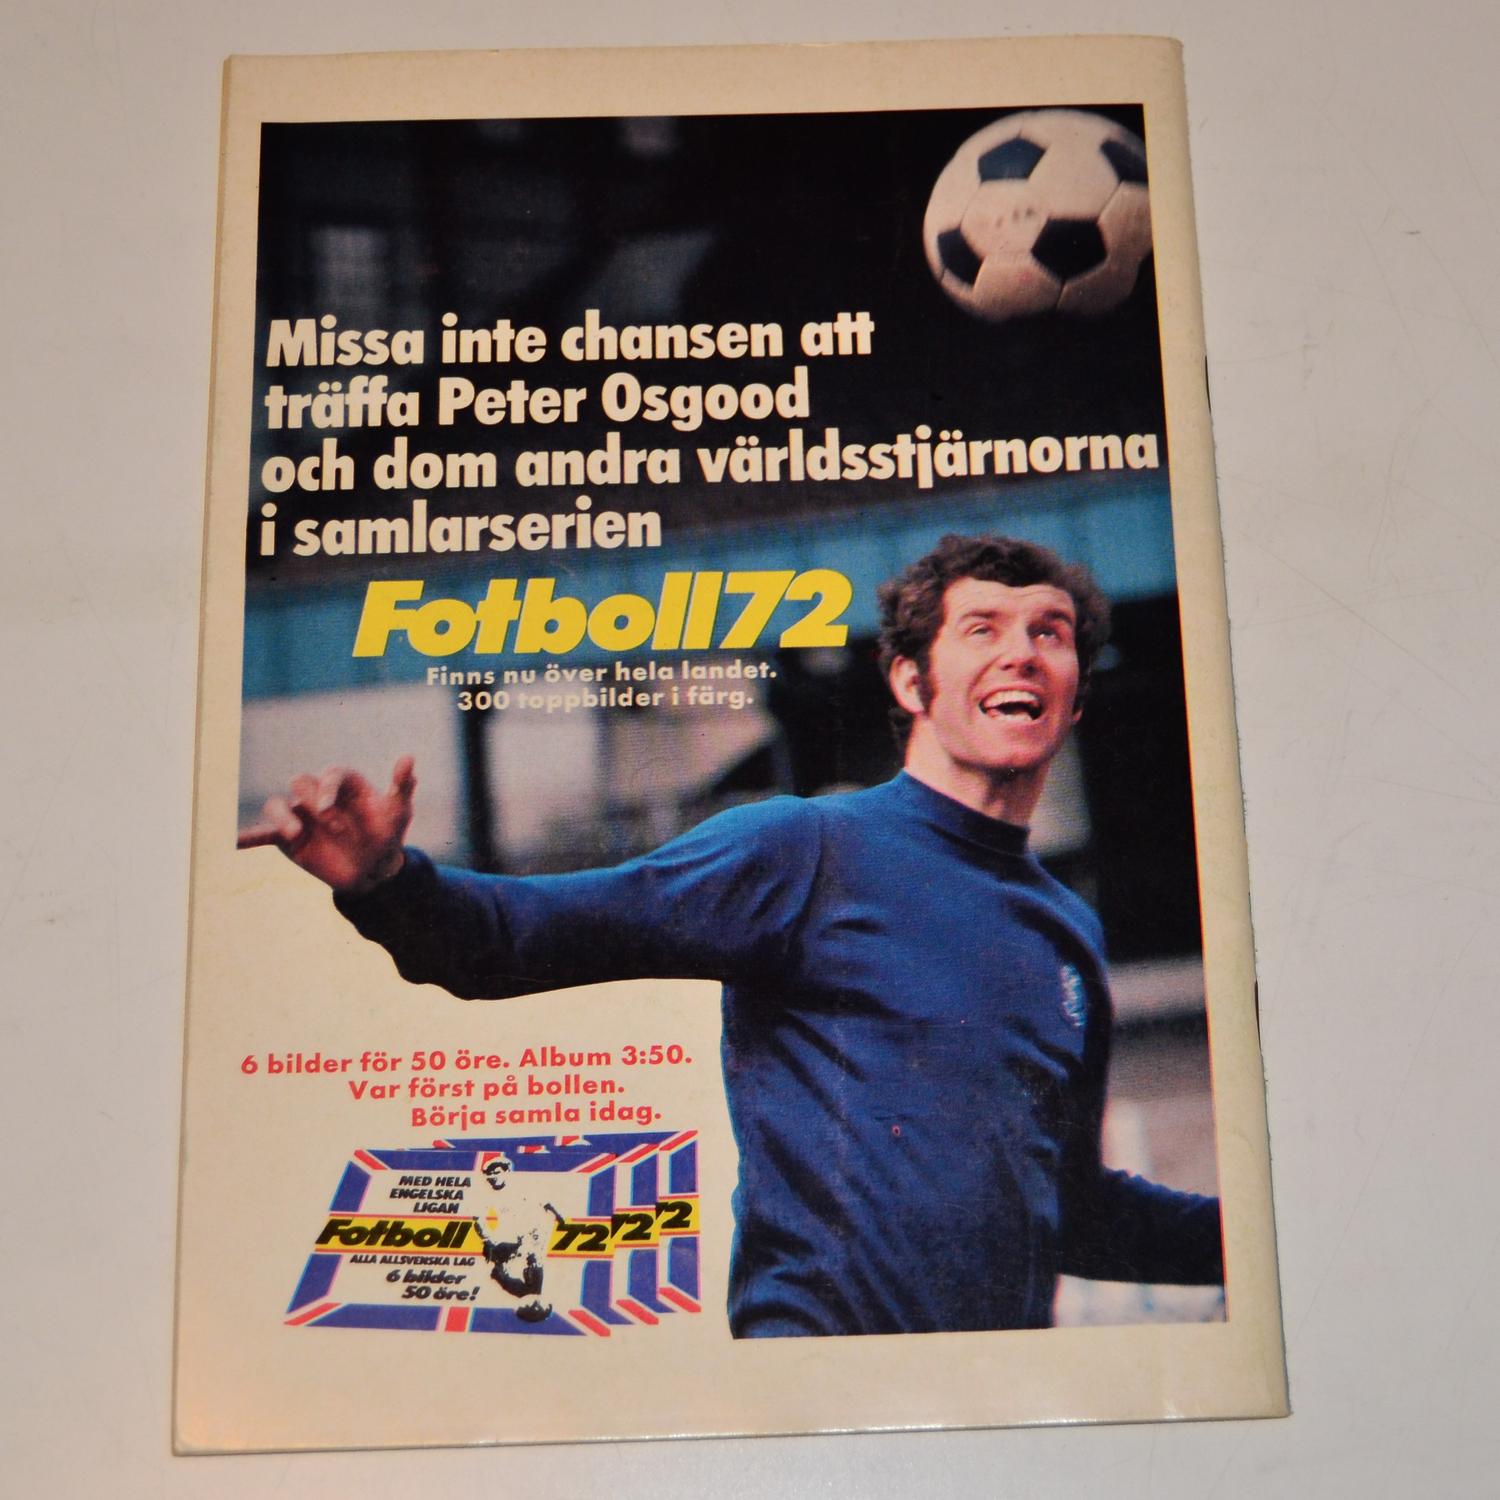 Missa inte chansen att
träffa Peter Osgood
och dom andra världsstjärnorna
i samlarserien
Fotboll72
Finns nu över hela landet.
300 toppbilder i färg.
6 bilder för 50 öre. Album 3:50.
Var först på bollen.
Börja samla idag.
MED HELA
ENGELSKA
LIGAN
Fotboll 72 72 72
ALLA ALLSVENSKA LAG
6 bilder
50 öre!